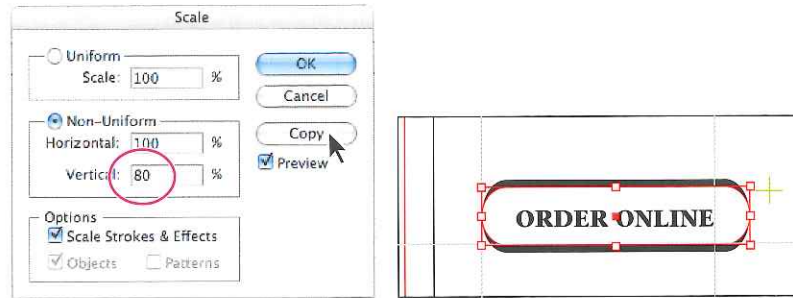 Scale
Uniform
Scale: 100 %
OK
Cancel
Non-Uniform
Horizontal: 100 %
Copy
Vertical: 80 %
Preview
Options
Scale Strokes & Effects
Objects Patterns
ORDER ONLINE